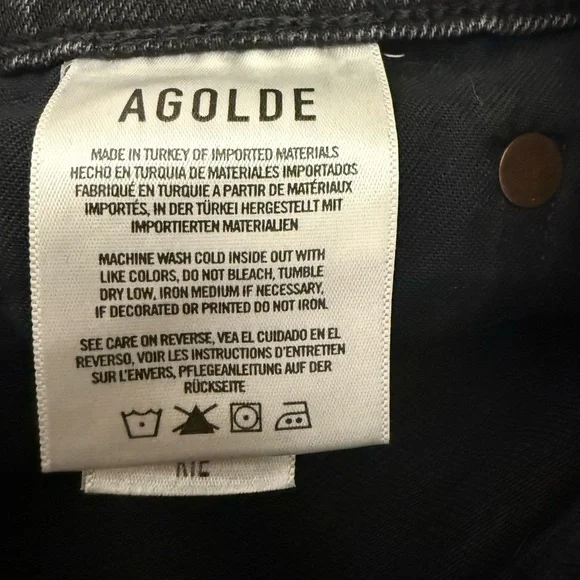 AGOLDE
MADE IN TURKEY OF IMPORTED MATERIALS
HECHO EN TURQUIA DE MATERIALES IMPORTADOS
FABRIQUÉ EN TURQUIE A PARTIR DE MATÉRIAUX
IMPORTÉS, IN DER TÜRKEI HERGESTELLT MIT
IMPORTIERTEN MATERIALIEN
MACHINE WASH COLD INSIDE OUT WITH
LIKE COLORS, DO NOT BLEACH, TUMBLE
DRY LOW, IRON MEDIUM IF NECESSARY,
IF DECORATED OR PRINTED DO NOT IRON.
SEE CARE ON REVERSE, VEA EL CUIDADO EN EL
REVERSO, VOIR LES INSTRUCTIONS D'ENTRETIEN
SUR L'ENVERS, PFLEGEANLEITUNG AUF DER
RÜCKSEITE